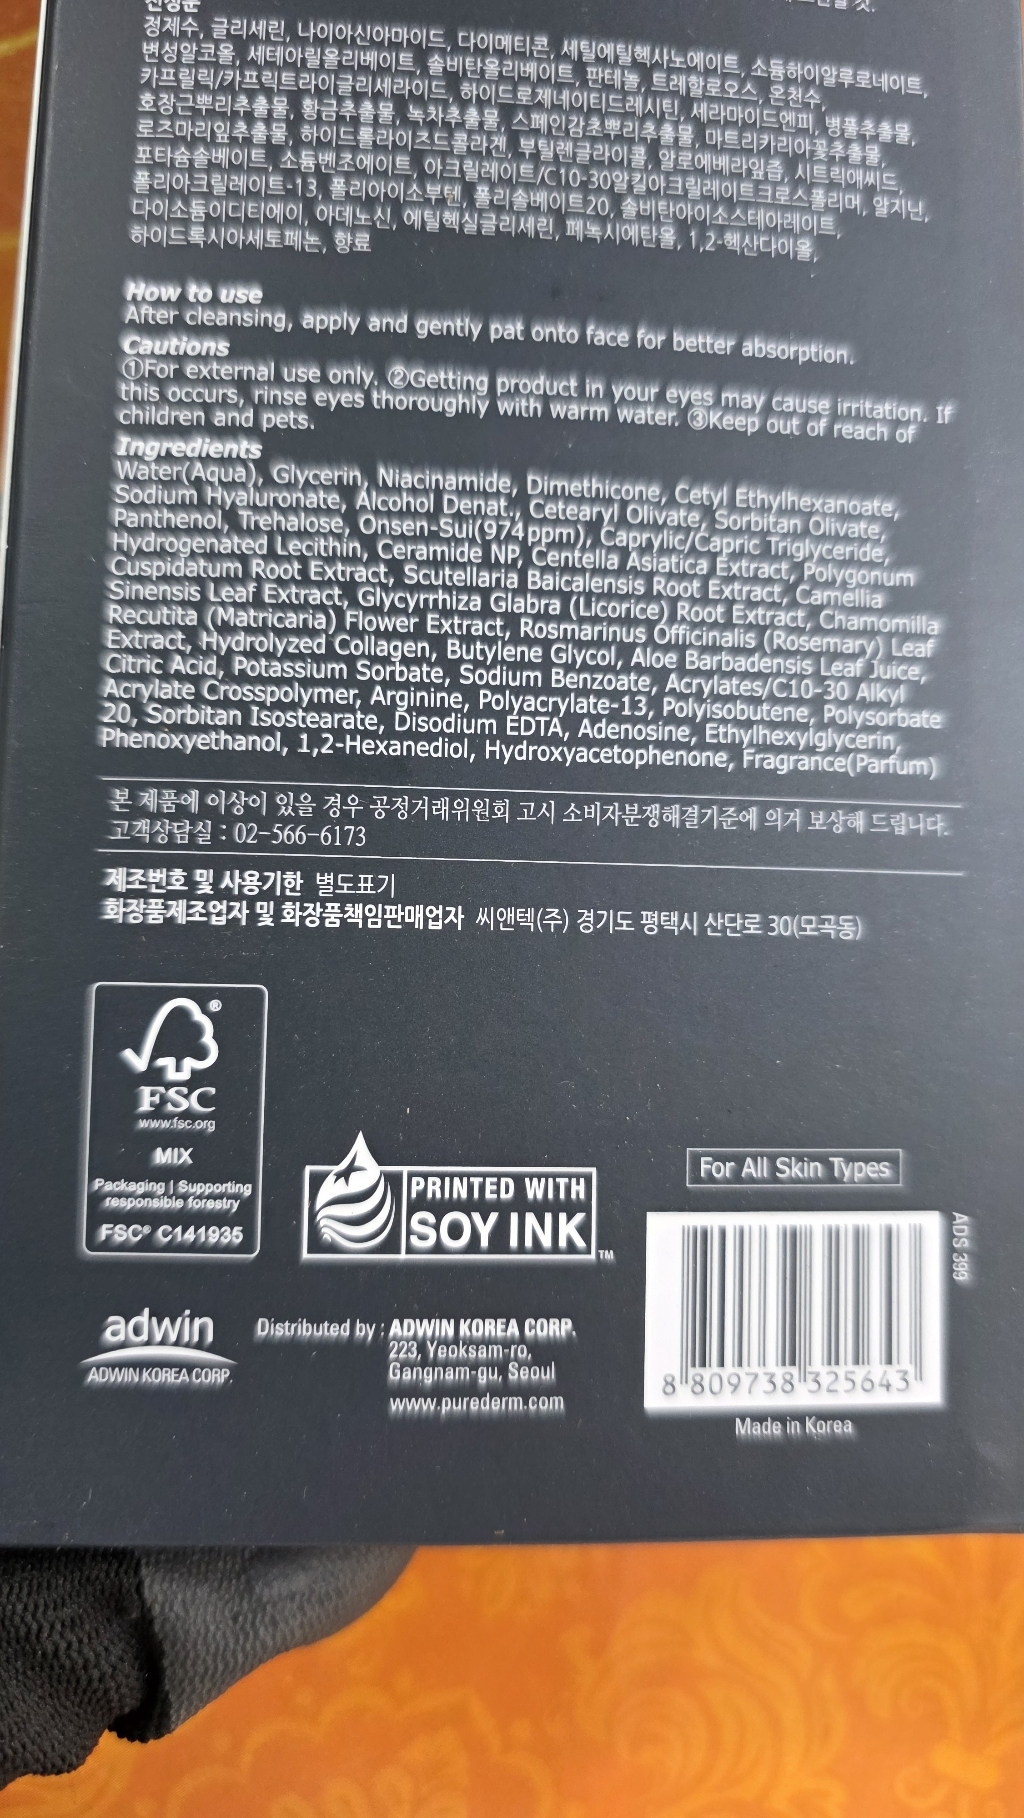 전성분
정제수, 글리세린, 나이아신아마이드, 다이메티콘, 세틸에틸헥사노에이트, 소듐하이알루로네이트,
변성알코올, 세테아릴올리베이트, 솔비탄올리베이트, 판테놀, 트레할로오스, 온천수,
카프릴릭/카프릭트라이글리세라이드, 하이드로제네이티드레시틴, 세라마이드엔피, 병풀추출물,
호장근뿌리추출물, 황금추출물, 녹차추출물, 스페인감초뿌리추출물, 마트리카리아꽃추출물,
로즈마리잎추출물, 하이드롤라이즈드콜라겐, 부틸렌글라이콜, 알로에베라잎즙, 시트릭애씨드,
포타슘솔베이트, 소듐벤조에이트, 아크릴레이트/C10-30알킬아크릴레이트크로스폴리머, 알지닌,
폴리아크릴레이트-13, 폴리아이소부텐, 폴리솔베이트20, 솔비탄아이소스테아레이트,
다이소듐이디티에이, 아데노신, 에틸헥실글리세린, 페녹시에탄올, 1,2-헥산다이올,
하이드록시아세토페논, 향료
How to use
After cleansing, apply and gently pat onto face for better absorption.
Cautions
①For external use only. ②Getting product in your eyes may cause irritation. If
this occurs, rinse eyes thoroughly with warm water. ③Keep out of reach of
children and pets.
Ingredients
Water(Aqua), Glycerin, Niacinamide, Dimethicone, Cetyl Ethylhexanoate,
Sodium Hyaluronate, Alcohol Denat., Cetearyl Olivate, Sorbitan Olivate,
Panthenol, Trehalose, Onsen-Sui(974ppm), Caprylic/Capric Triglyceride,
Hydrogenated Lecithin, Ceramide NP, Centella Asiatica Extract, Polygonum
Cuspidatum Root Extract, Scutellaria Baicalensis Root Extract, Camellia
Sinensis Leaf Extract, Glycyrrhiza Glabra (Licorice) Root Extract, Chamomilla
Recutita (Matricaria) Flower Extract, Rosmarinus Officinalis (Rosemary) Leaf
Extract, Hydrolyzed Collagen, Butylene Glycol, Aloe Barbadensis Leaf Juice,
Citric Acid, Potassium Sorbate, Sodium Benzoate, Acrylates/C10-30 Alkyl
Acrylate Crosspolymer, Arginine, Polyacrylate-13, Polyisobutene, Polysorbate
20, Sorbitan Isostearate, Disodium EDTA, Adenosine, Ethylhexylglycerin,
Phenoxyethanol, 1,2-Hexanediol, Hydroxyacetophenone, Fragrance(Parfum)
본 제품에 이상이 있을 경우 공정거래위원회 고시 소비자분쟁해결기준에 의거 보상해 드립니다.
고객상담실 : 02-566-6173
제조번호 및 사용기한 별도표기
화장품제조업자 및 화장품책임판매업자 씨앤텍(주) 경기도 평택시 산단로 30(모곡동)
®
FSC
www.fsc.org
MIX
Packaging | Supporting
responsible forestry
FSC® C141935
PRINTED WITH
SOY INK
™
For All Skin Types
ADS 399
8 809738 325643
Made in Korea
adwin
ADWIN KOREA CORP.
Distributed by : ADWIN KOREA CORP.
223, Yeoksam-ro,
Gangnam-gu, Seoul
www.purederm.com